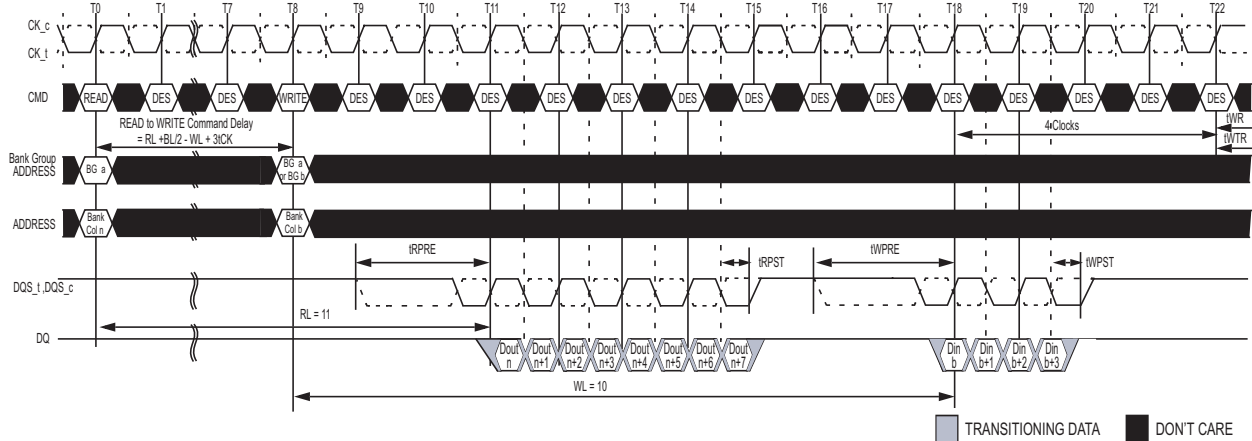 T0 T1 T7 T8 T9 T10 T11 T12 T13 T14 T15 T16 T17 T18 T19 T20 T21 T22
CK_c
CK_t
CMD READ DES DES WRITE DES DES DES DES DES DES DES DES DES DES DES DES DES DES
READ to WRITE Command Delay
= RL +BL/2 - WL + 3tCK
4 Clocks
tWR
tWTR
Bank Group
ADDRESS
BG a
BG a
or BG b
ADDRESS
Bank
Col n
Bank
Col b
tRPRE
tRPST
tWPRE
tWPST
DQS_t ,DQS_c
RL = 11
DQ
Dout
n
Dout
n+1
Dout
n+2
Dout
n+3
Dout
n+4
Dout
n+5
Dout
n+6
Dout
n+7
Din
b
Din
b+1
Din
b+2
Din
b+3
WL = 10
TRANSITIONING DATA
DON'T CARE